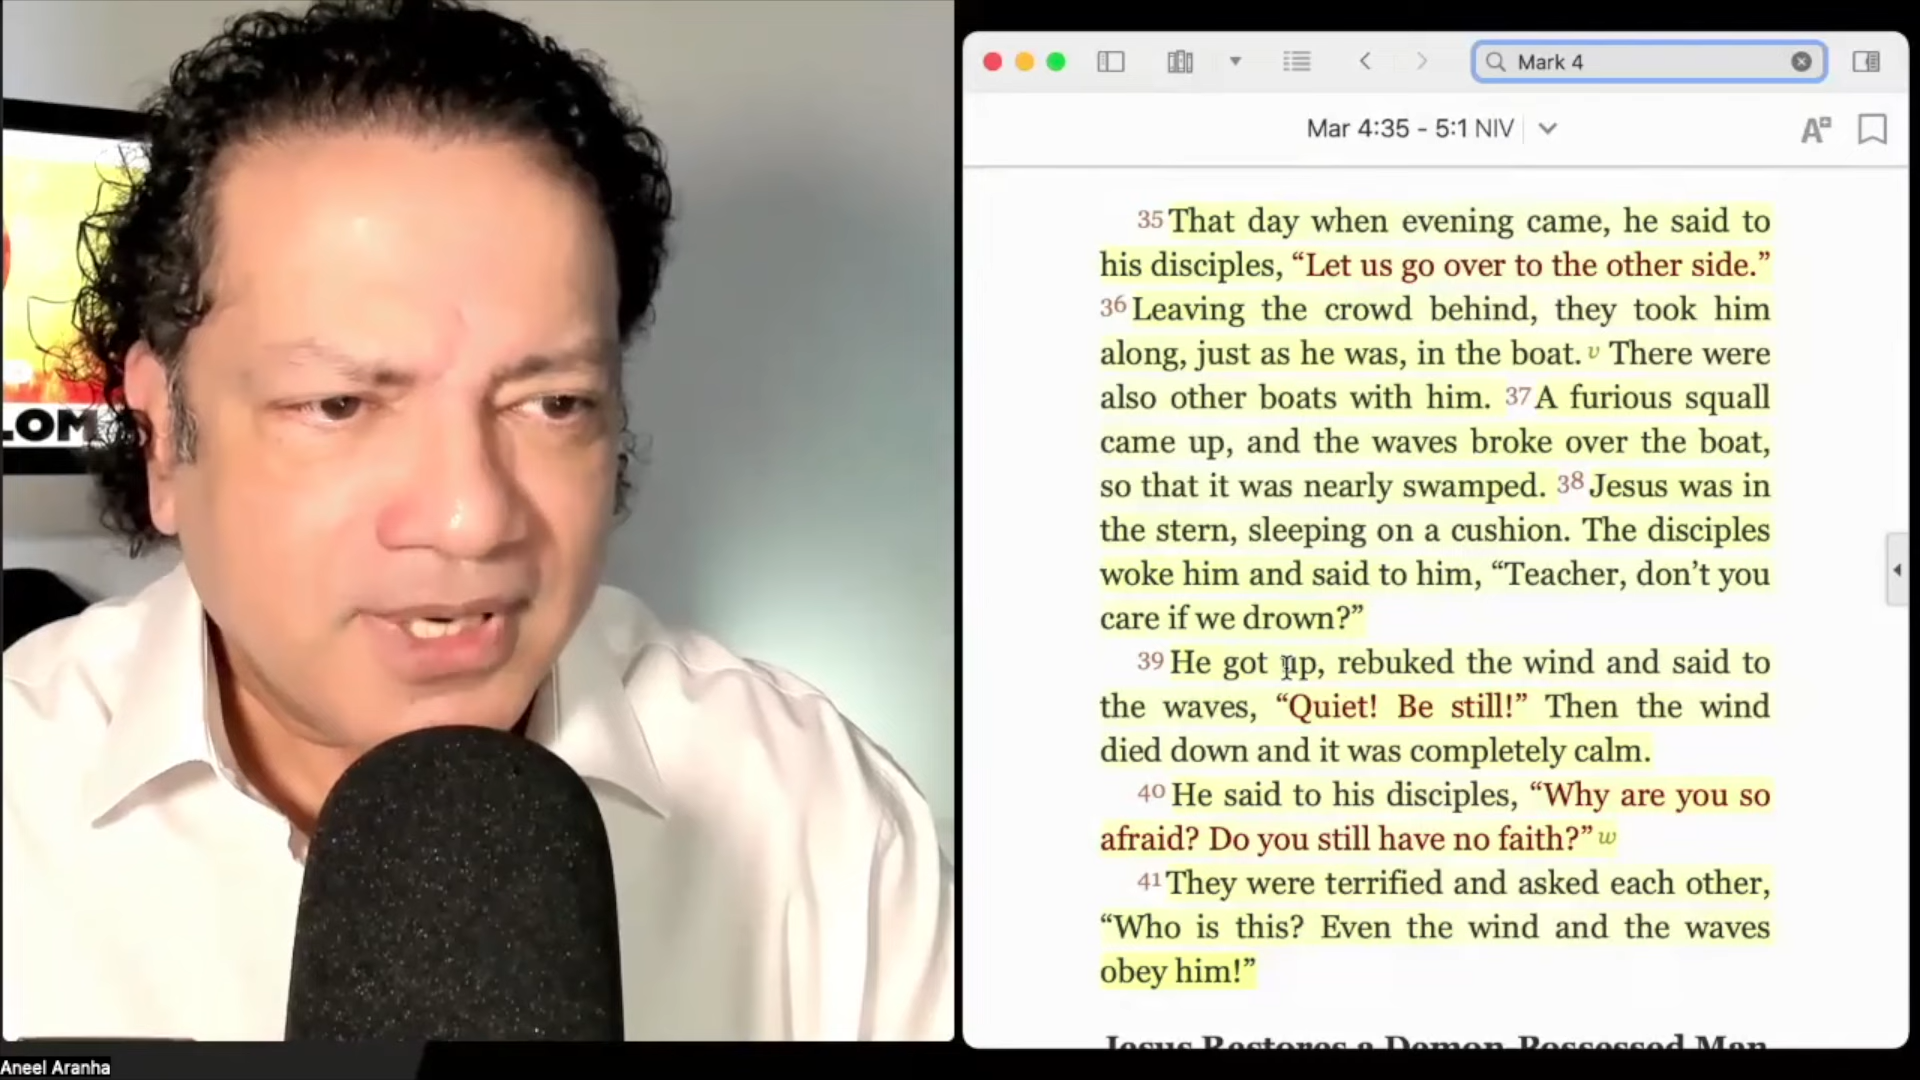 .OM
Aneel Aranha
Mark 4
Mar 4:35 - 5:1 NIV
A
35 That day when evening came, he said to
his disciples, “Let us go over to the other side.”
36 Leaving the crowd behind, they took him
along, just as he was, in the boat. v There were
also other boats with him. 37 A furious squall
came up, and the waves broke over the boat,
so that it was nearly swamped. 38 Jesus was in
the stern, sleeping on a cushion. The disciples
woke him and said to him, “Teacher, don’t you
care if we drown?”
39 He got up, rebuked the wind and said to
the waves, “Quiet! Be still!” Then the wind
died down and it was completely calm.
40 He said to his disciples, “Why are you so
afraid? Do you still have no faith?” w
41 They were terrified and asked each other,
“Who is this? Even the wind and the waves
obey him!”
Jesus Restores a Demon-Possessed Man